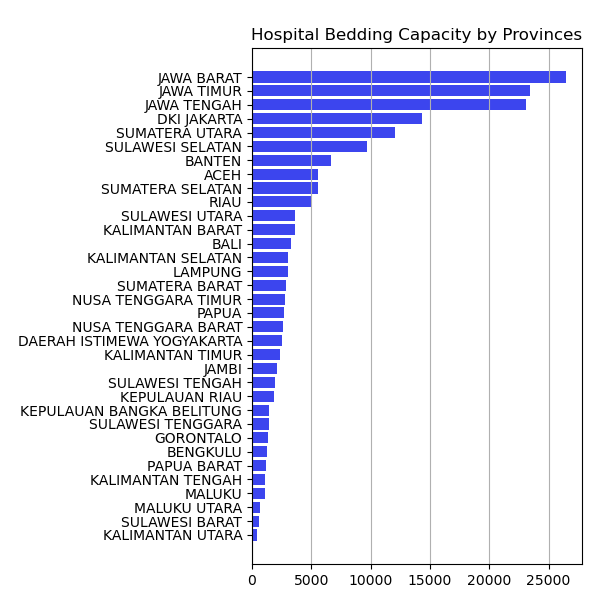 Hospital Bedding Capacity by Provinces
JAWA BARAT
JAWA TIMUR
JAWA TENGAH
DKI JAKARTA
SUMATERA UTARA
SULAWESI SELATAN
BANTEN
ACEH
SUMATERA SELATAN
RIAU
SULAWESI UTARA
KALIMANTAN BARAT
BALI
KALIMANTAN SELATAN
LAMPUNG
SUMATERA BARAT
NUSA TENGGARA TIMUR
PAPUA
NUSA TENGGARA BARAT
DAERAH ISTIMEWA YOGYAKARTA
KALIMANTAN TIMUR
JAMBI
SULAWESI TENGAH
KEPULAUAN RIAU
KEPULAUAN BANGKA BELITUNG
SULAWESI TENGGARA
GORONTALO
BENGKULU
PAPUA BARAT
KALIMANTAN TENGAH
MALUKU
MALUKU UTARA
SULAWESI BARAT
KALIMANTAN UTARA
0 5000 10000 15000 20000 25000